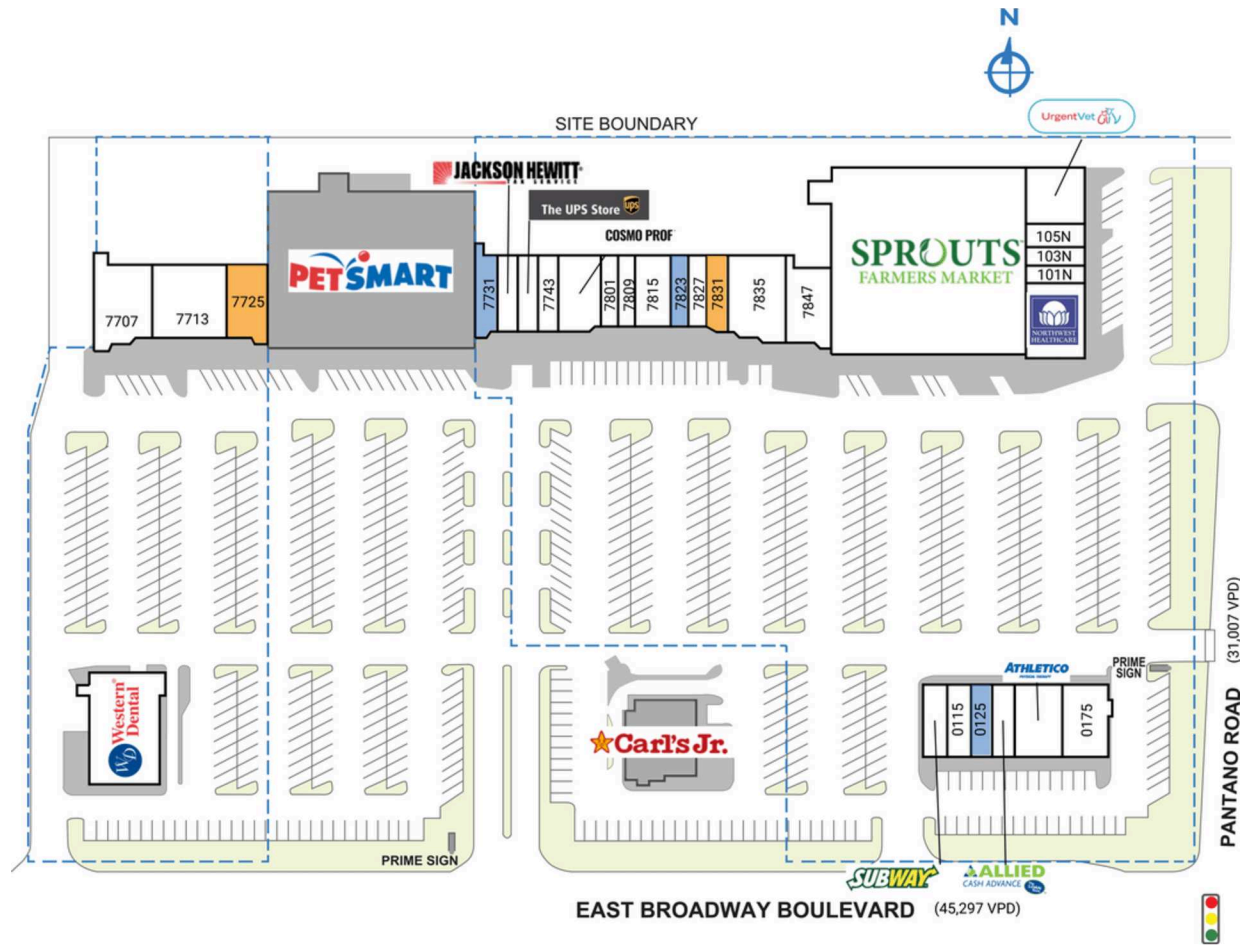 N
UrgentVet
SITE BOUNDARY
JACKSON HEWITT
TAX SERVICE
The UPS Store ups
COSMO PROF
PETSMART
SPROUTS
FARMERS MARKET
105N
103N
101N
NORTHWEST
HEALTHCARE
7707
7713
7725
7731
7743
7801
7809
7815
7823
7827
7831
7835
7847
Western
Dental
WD
Carl's Jr.
ATHLETICO
PHYSICAL THERAPY
PRIME
SIGN
0115
0125
0175
(31,007 VPD)
PANTANO ROAD
PRIME SIGN
SUBWAY
ALLIED
CASH ADVANCE
EAST BROADWAY BOULEVARD (45,297 VPD)